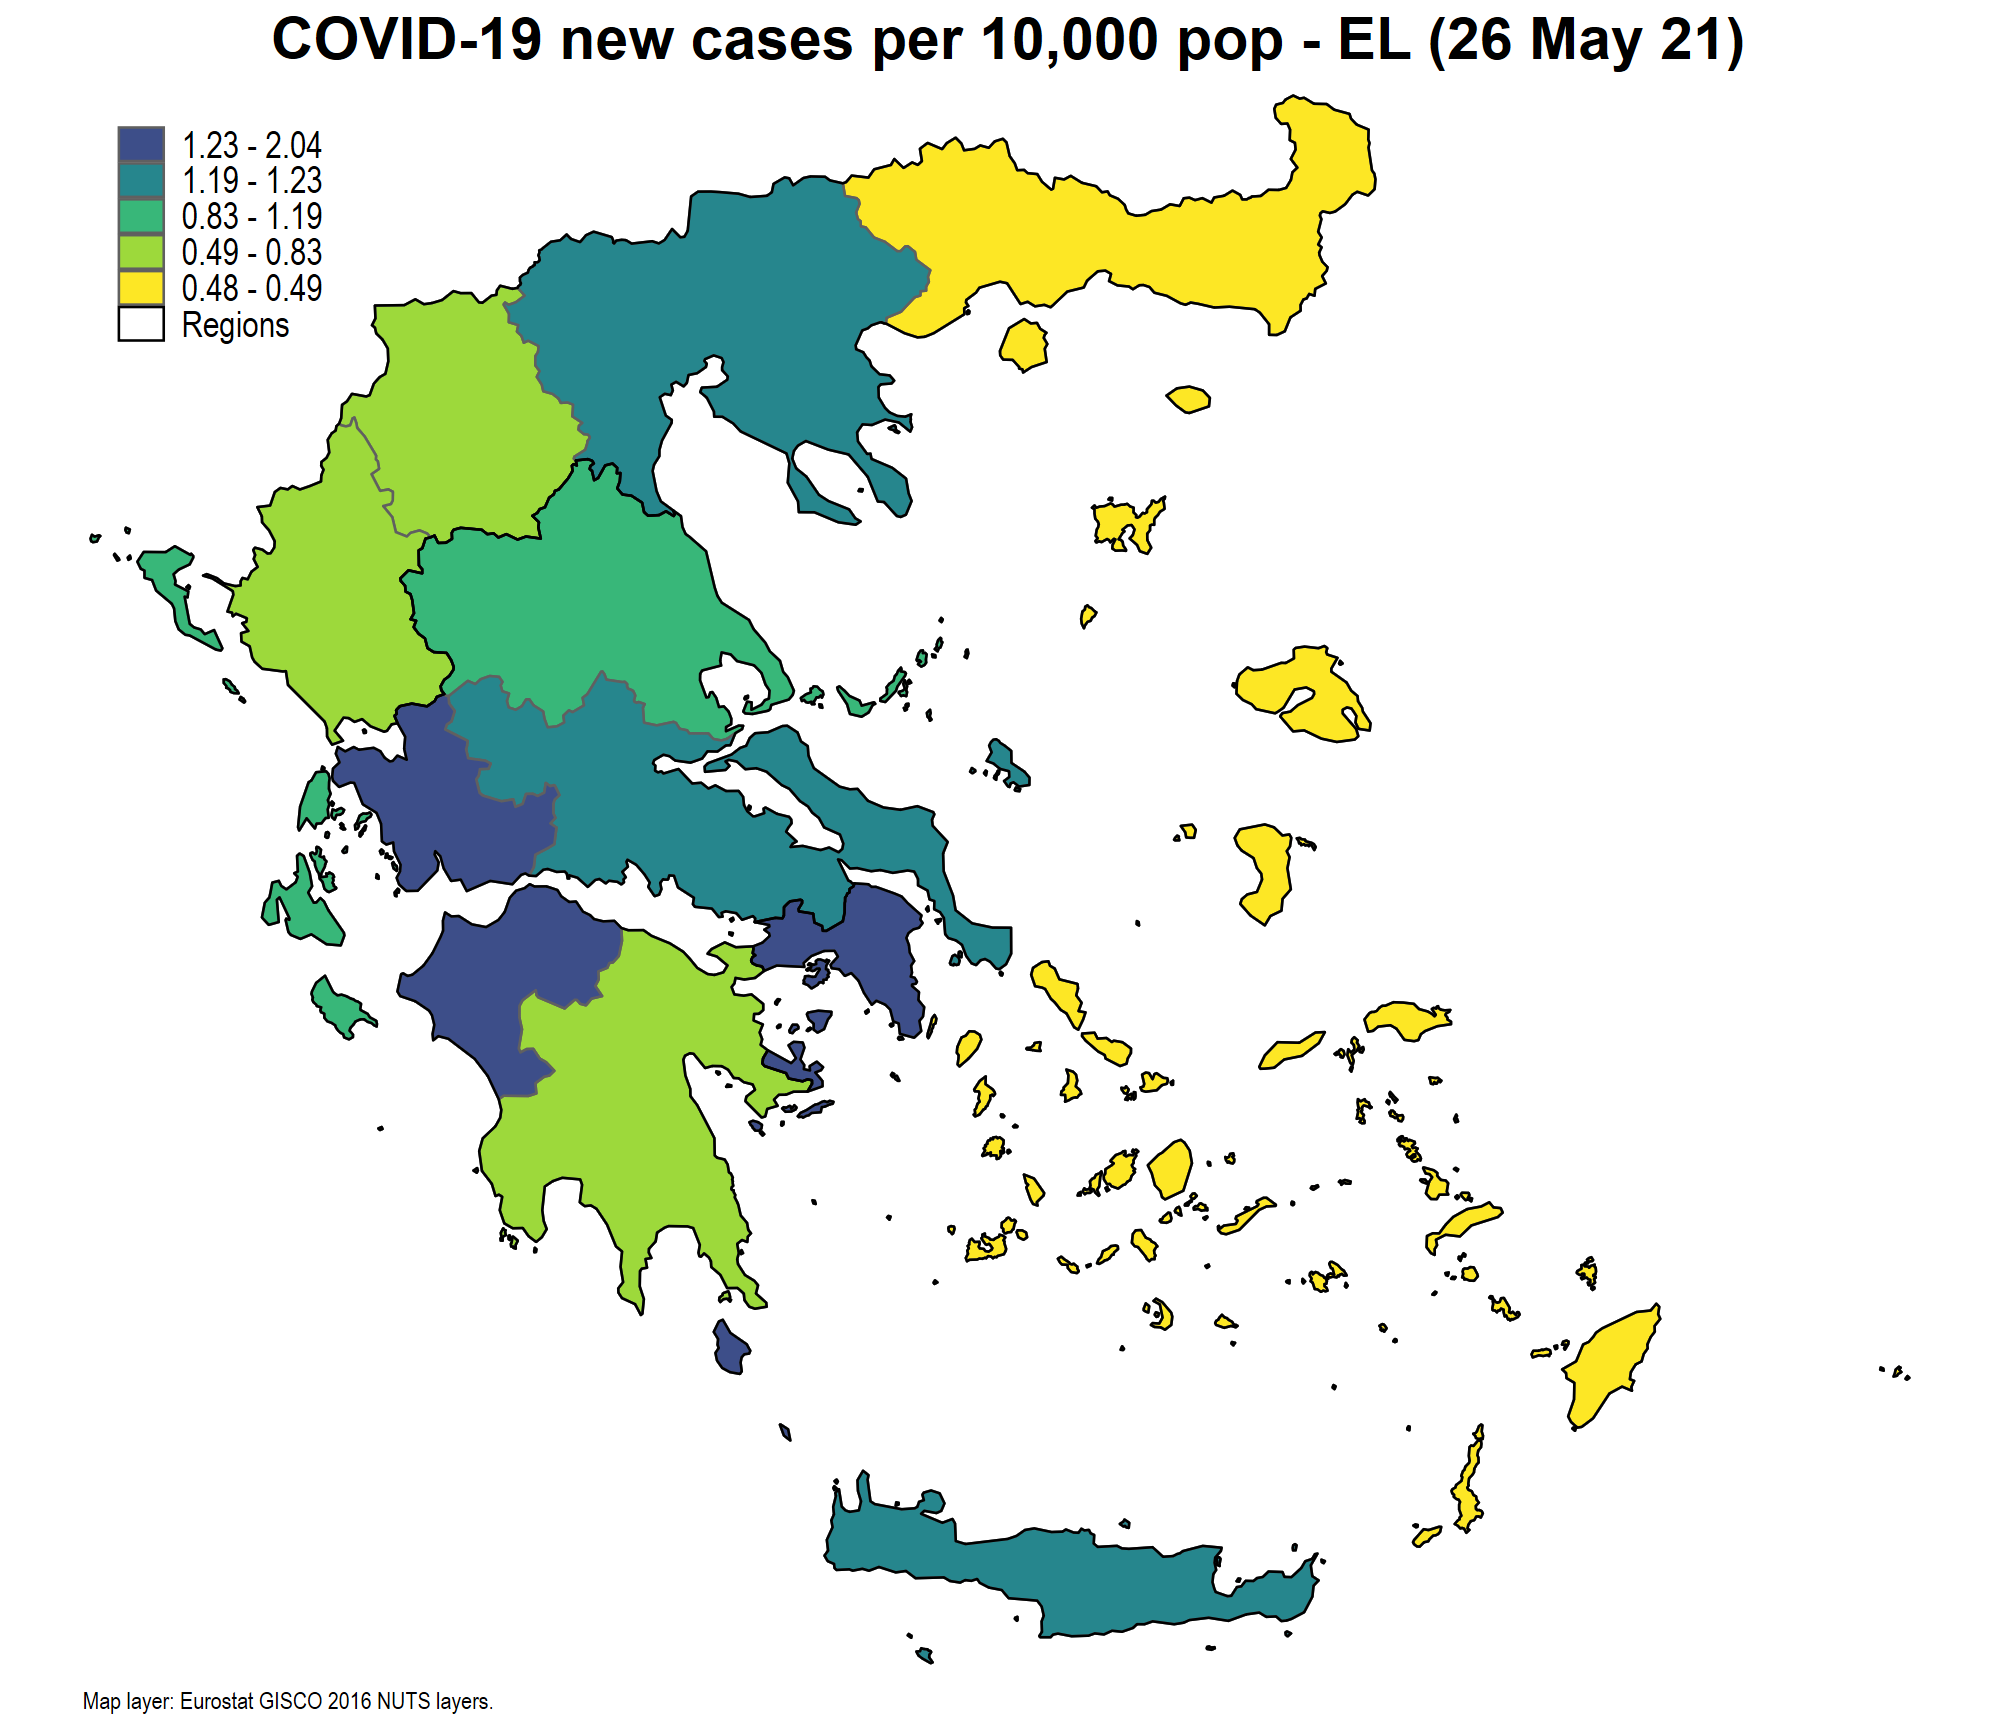 COVID-19 new cases per 10,000 pop - EL (26 May 21)
1.23 - 2.04
1.19 - 1.23
0.83 - 1.19
0.49 - 0.83
0.48 - 0.49
Regions
Map layer: Eurostat GISCO 2016 NUTS layers.